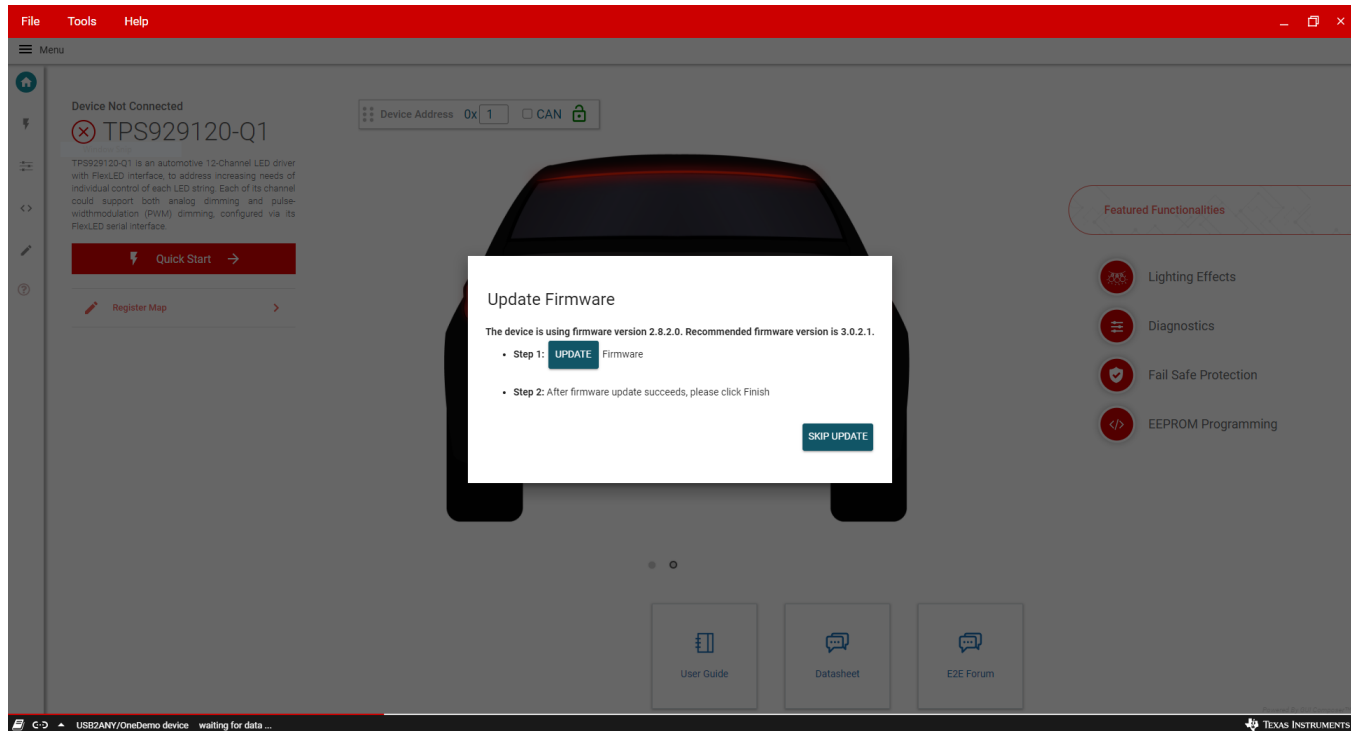 File Tools Help
Menu
Device Not Connected
TPS929120-Q1
TPS929120-Q1 is an automotive 12-Channel LED driver
with FlexLED interface, to address increasing needs of
individual control of each LED string. Each of its channel
could support both analog dimming and pulse-
widthmodulation (PWM) dimming, configured via its
FlexLED serial interface.
Quick Start
Register Map
Device Address 0x 1 CAN
Update Firmware
The device is using firmware version 2.8.2.0. Recommended firmware version is 3.0.2.1.
• Step 1: UPDATE Firmware
• Step 2: After firmware update succeeds, please click Finish
SKIP UPDATE
Featured Functionalities
Lighting Effects
Diagnostics
Fail Safe Protection
EEPROM Programming
User Guide
Datasheet
E2E Forum
USB2ANY/OneDemo device waiting for data ...
TEXAS INSTRUMENTS